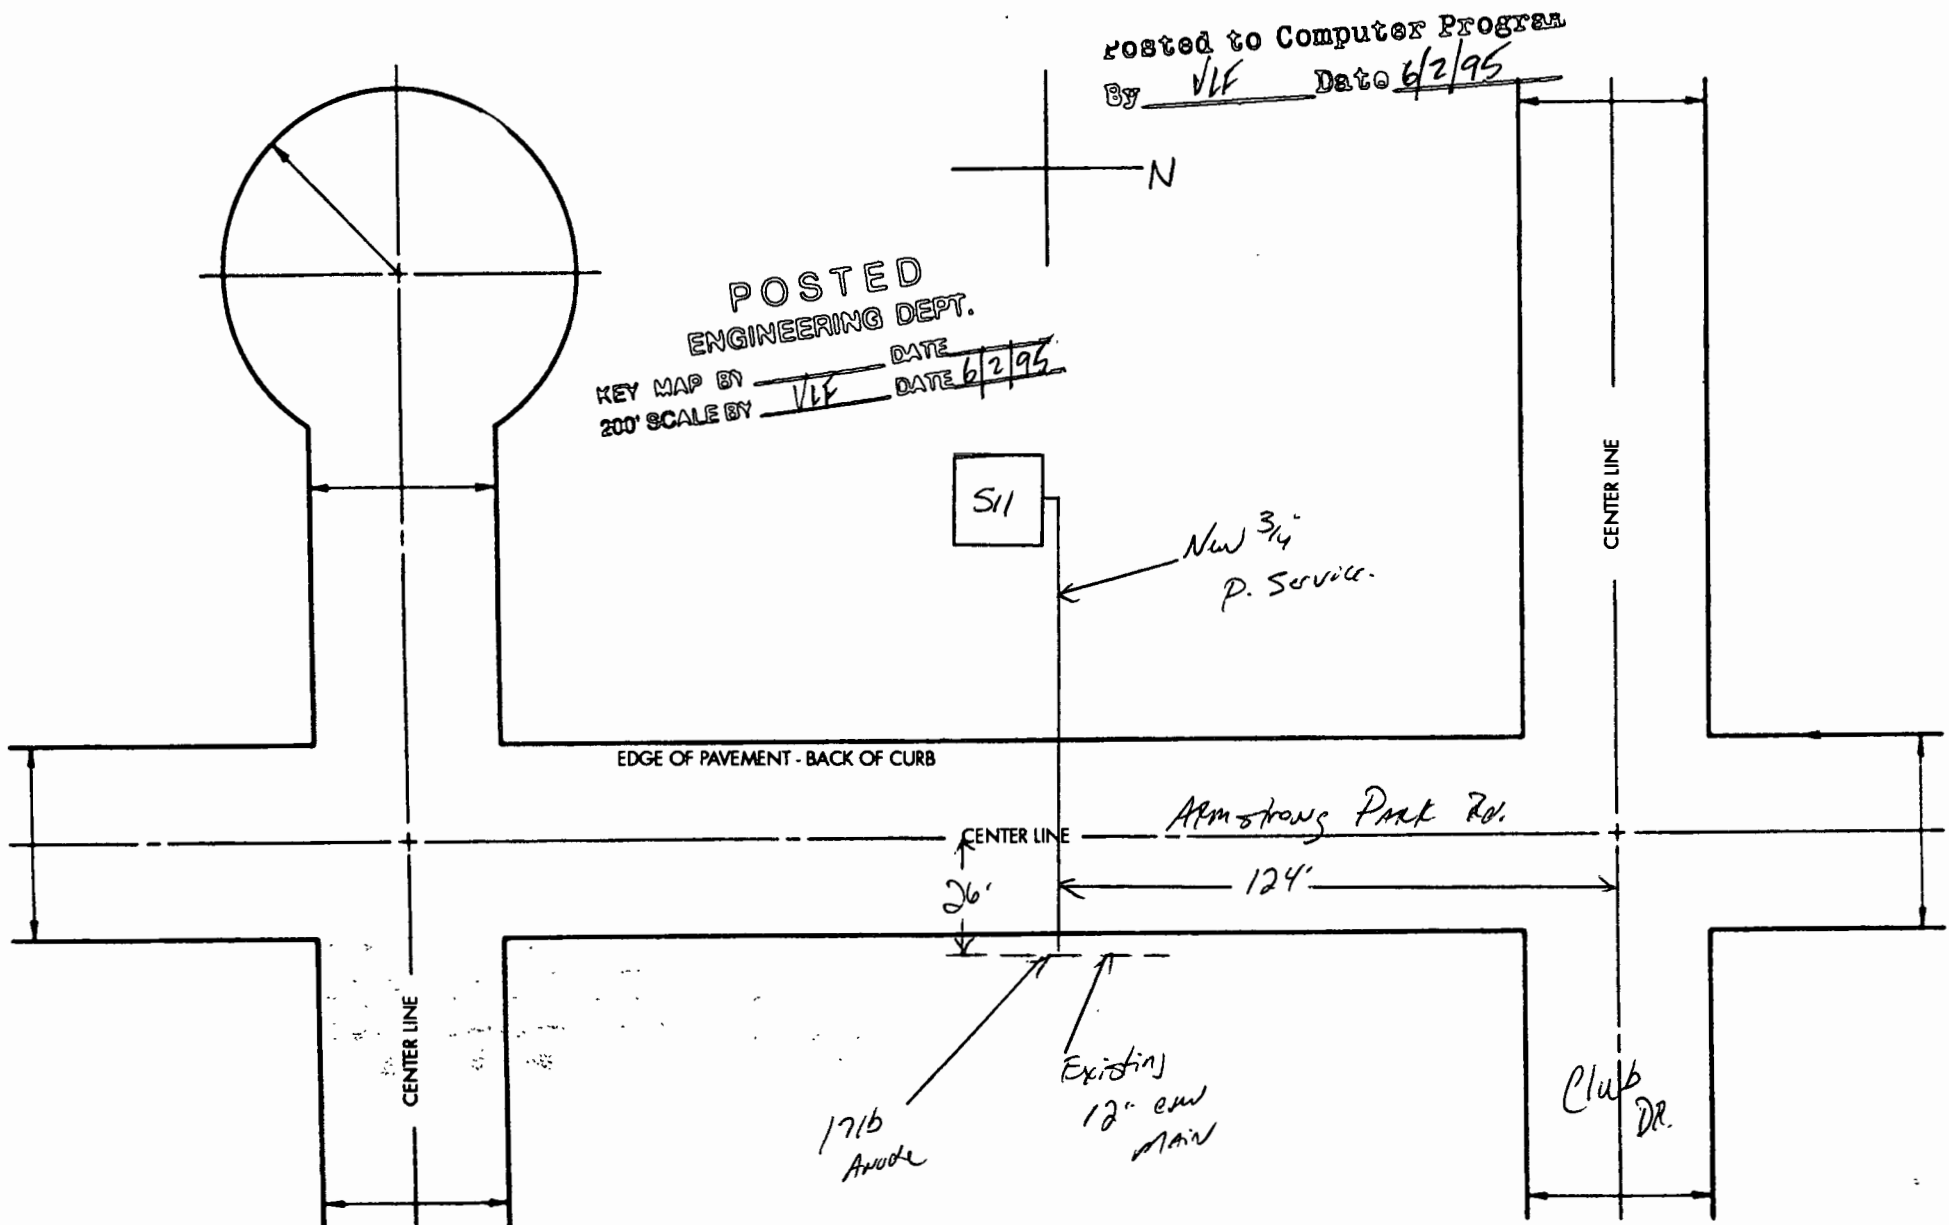 Posted to Computer Program
By VLF Date 6/2/95
N
POSTED
ENGINEERING DEPT.
KEY MAP BY DATE
200' SCALE BY VLF DATE 6/2/95
511
New 3/4"
P. Service.
CENTER LINE
EDGE OF PAVEMENT - BACK OF CURB
Armstrong Park Rd.
CENTER LINE
26'
124'
CENTER LINE
Existing
12"
MAIN
17lb
Anode
Club
DR.